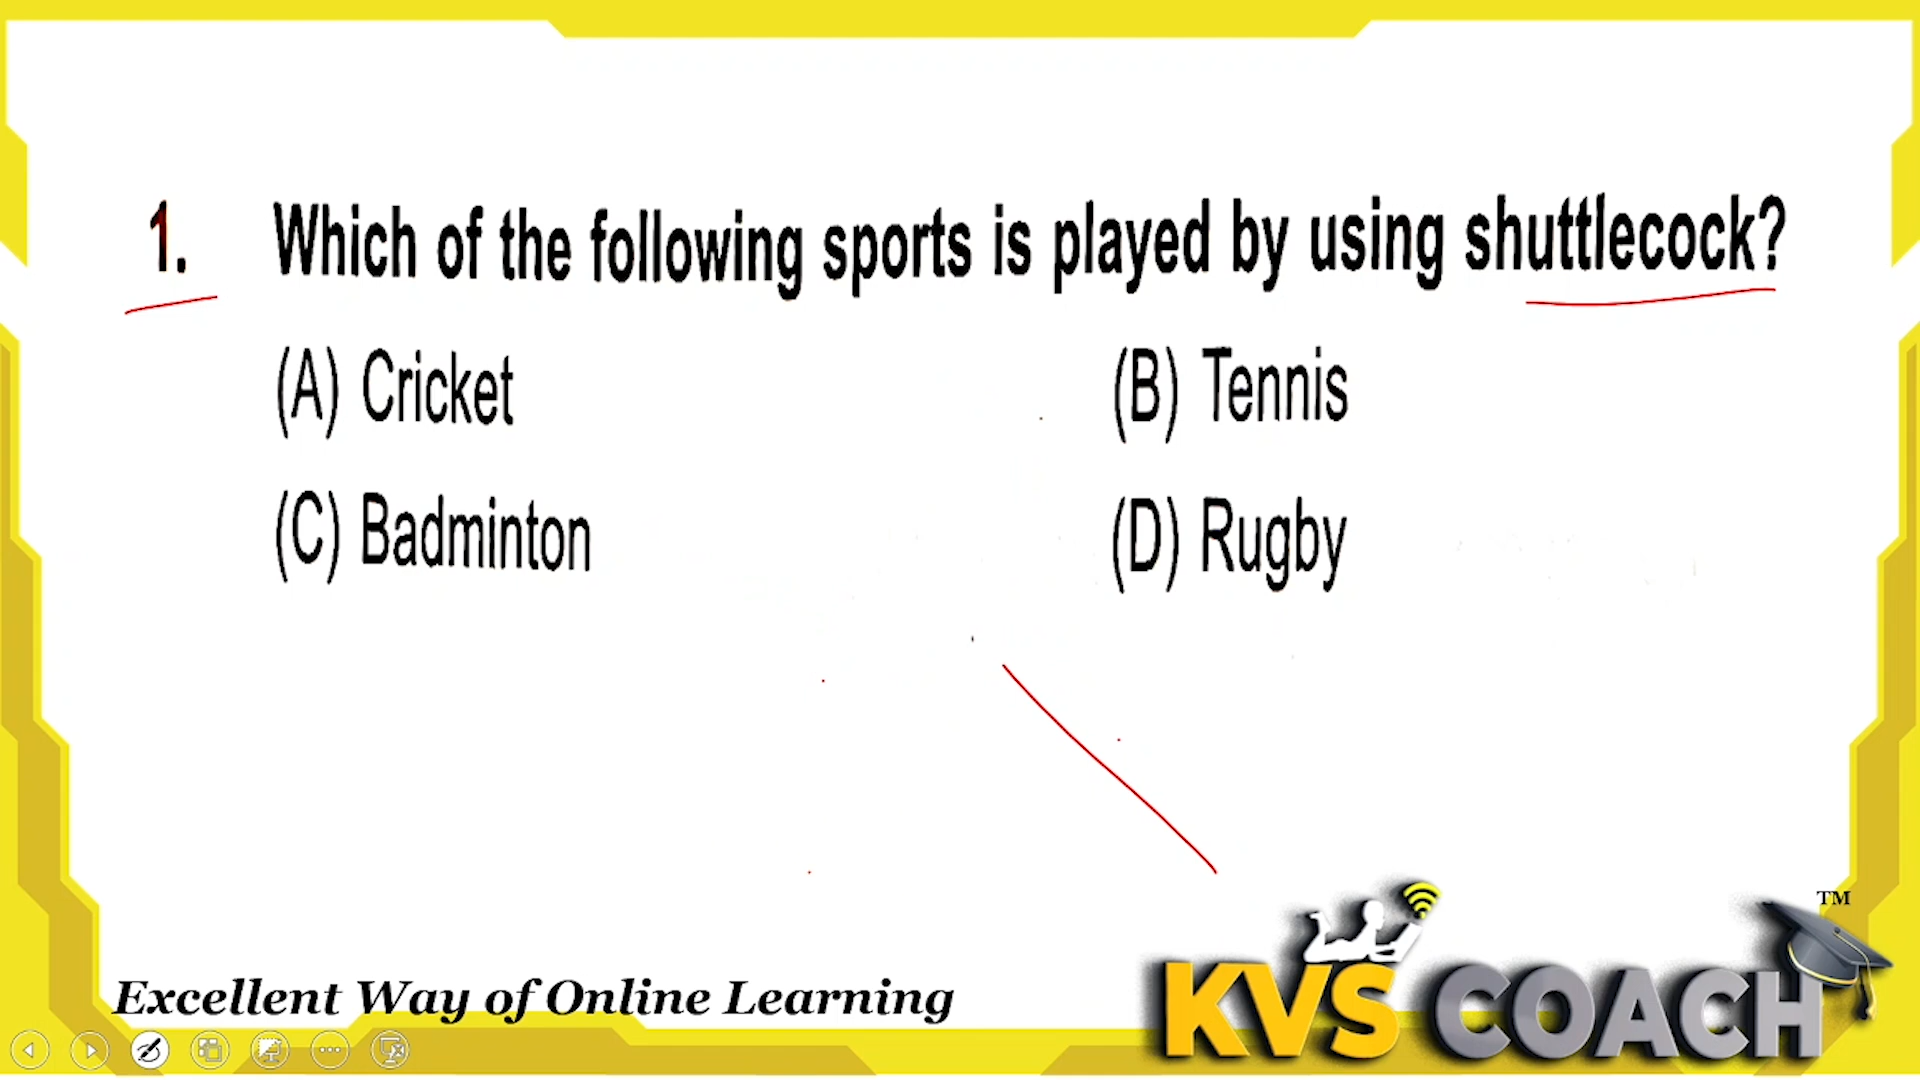 1. Which of the following sports is played by using shuttlecock?
(A) Cricket (B) Tennis
(C) Badminton (D) Rugby
Excellent Way of Online Learning
KVS COACH TM